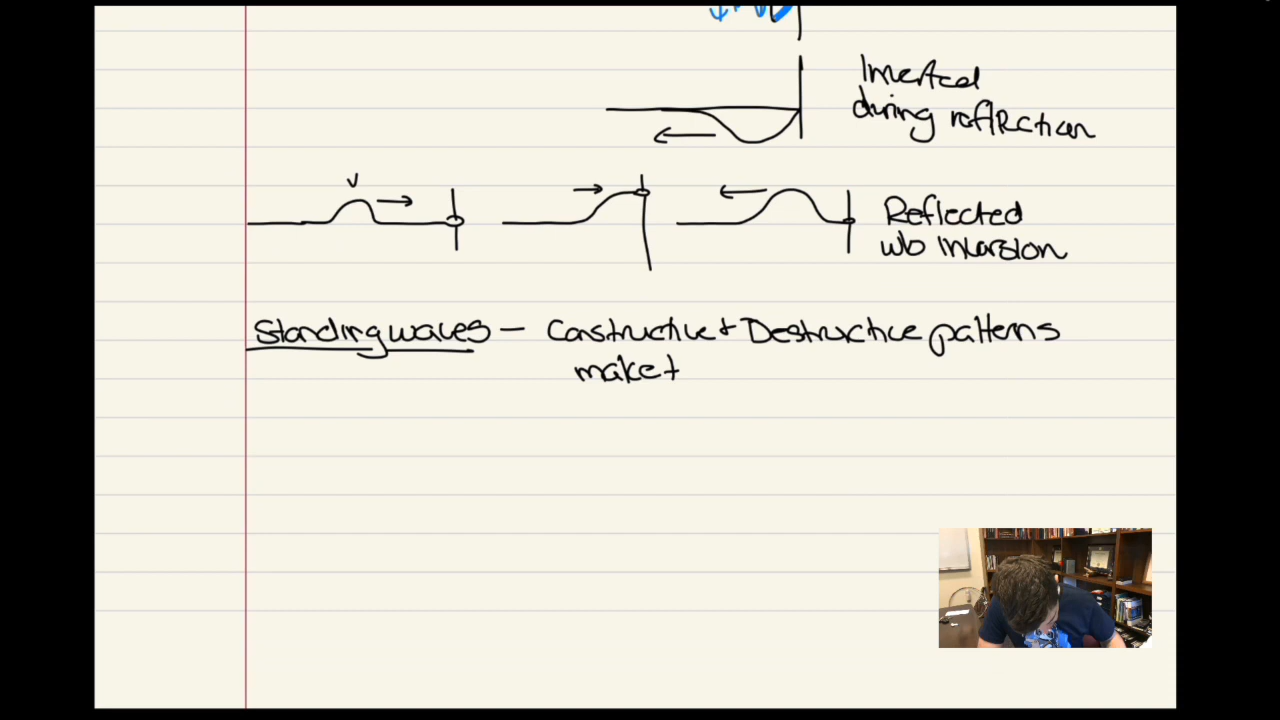 Inverted
during reflection
v
Reflected
w/o Inversion
Standing waves – Constructive + Destructive patterns
make t